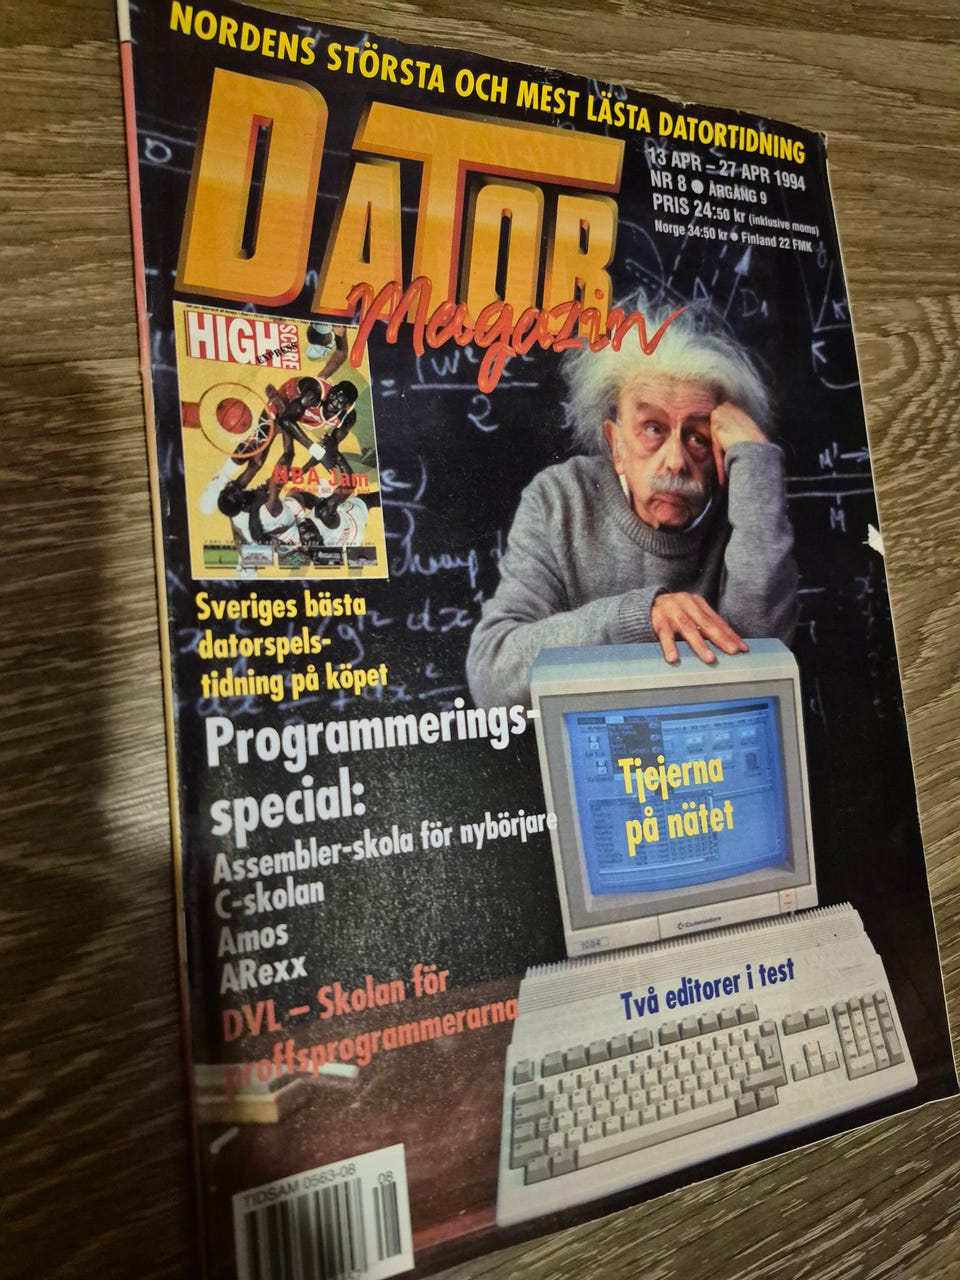 NORDENS STÖRSTA OCH MEST LÄSTA DATORTIDNING
DATOR
Magazin
13 APR – 27 APR 1994
NR 8 ● ÅRGÅNG 9
PRIS 24:50 kr (inklusive moms)
Norge 34:50 kr ● Finland 22 FMK
HIGH
SCORE
EXPRESS
NBA Jam
Sveriges bästa
datorspels-
tidning på köpet
Programmerings-
special:
Assembler-skola för nybörjare
C-skolan
Amos
ARexx
DVL – Skolan för
proffsprogrammerarna
Tjejerna
på nätet
Commodore
1084
Två editorer i test
TIDSAM 0563-08
08